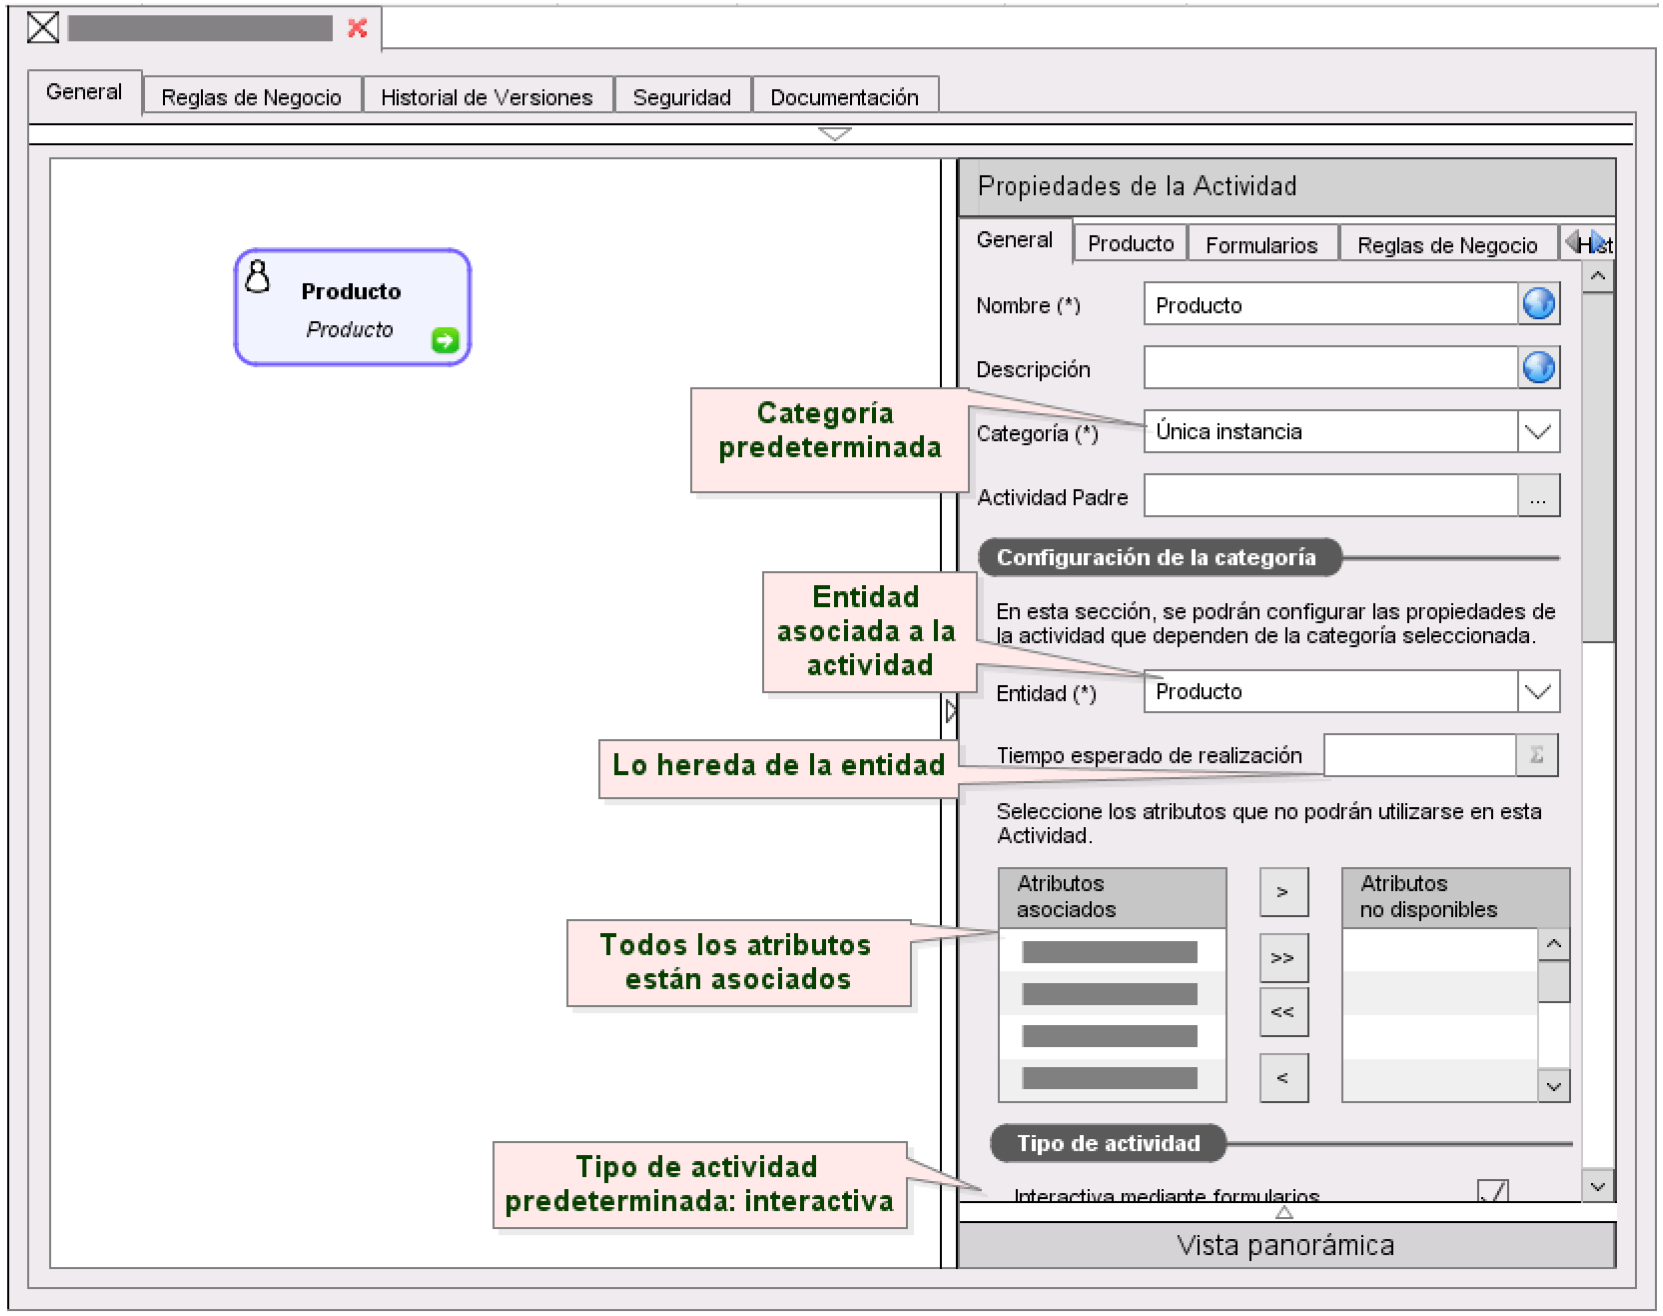 General
Reglas de Negocio
Historial de Versiones
Seguridad
Documentación
Producto
Producto
Propiedades de la Actividad
General
Producto
Formularios
Reglas de Negocio
Hist
Nombre (*)
Producto
Descripción
Categoría
predeterminada
Categoría (*)
Única instancia
Actividad Padre
...
Configuración de la categoría
En esta sección, se podrán configurar las propiedades de
la actividad que dependen de la categoría seleccionada.
Entidad
asociada a la
actividad
Entidad (*)
Producto
Lo hereda de la entidad
Tiempo esperado de realización
Σ
Seleccione los atributos que no podrán utilizarse en esta
Actividad.
Atributos
asociados
>
>>
<<
<
Atributos
no disponibles
Todos los atributos
están asociados
Tipo de actividad
Tipo de actividad
predeterminada: interactiva
Interactiva mediante formularios
Vista panorámica